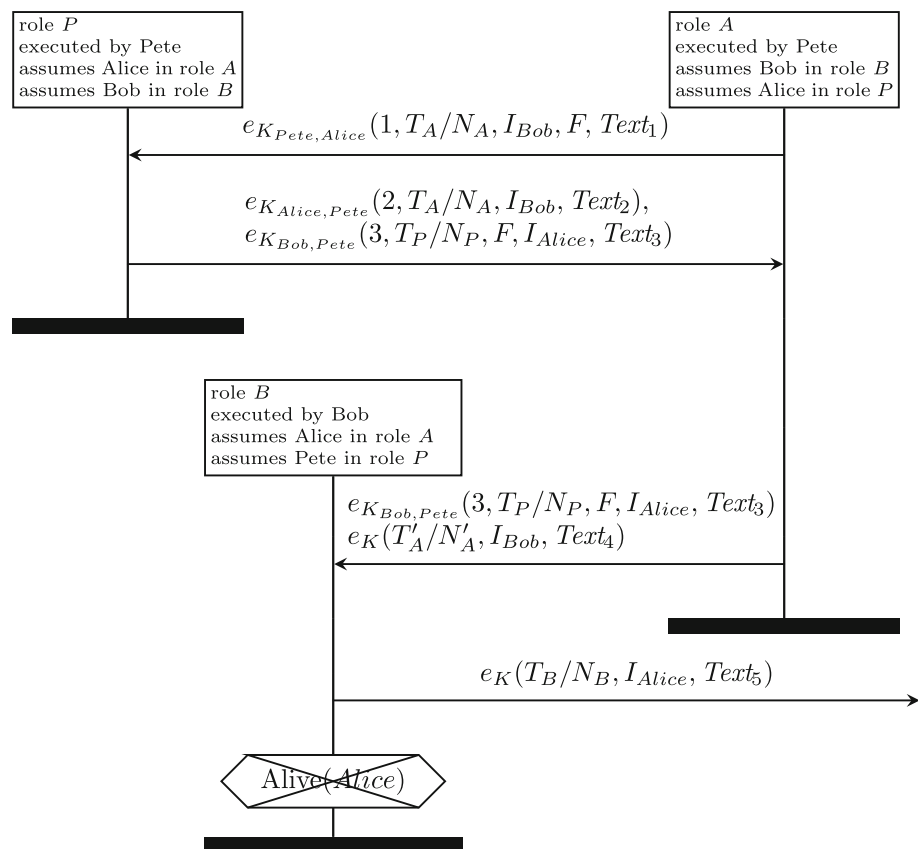 role P
executed by Pete
assumes Alice in role A
assumes Bob in role B
role A
executed by Pete
assumes Bob in role B
assumes Alice in role P
e_{K_{Pete,Alice}}(1, T_A/N_A, I_{Bob}, F, Text_1)
e_{K_{Alice,Pete}}(2, T_A/N_A, I_{Bob}, Text_2),
e_{K_{Bob,Pete}}(3, T_P/N_P, F, I_{Alice}, Text_3)
role B
executed by Bob
assumes Alice in role A
assumes Pete in role P
e_{K_{Bob,Pete}}(3, T_P/N_P, F, I_{Alice}, Text_3)
e_K(T'_A/N'_A, I_{Bob}, Text_4)
e_K(T_B/N_B, I_{Alice}, Text_5)
Alive(Alice)